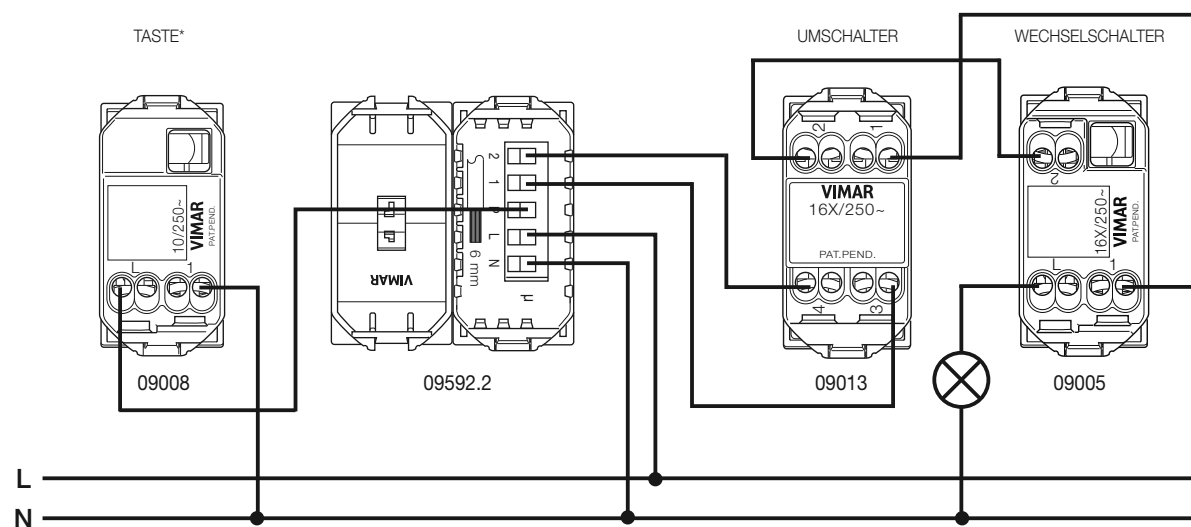 TASTE*
UMSCHALTER
WECHSELSCHALTER
10/250~
VIMAR
PAT.PEND.
L
1
09008
VIMAR
2
1
P
L
N
6 mm
µ
09592.2
2
1
VIMAR
16X/250~
PAT.PEND.
4
3
09013
2
16X/250~
VIMAR
PAT.PEND.
L
1
09005
L
N